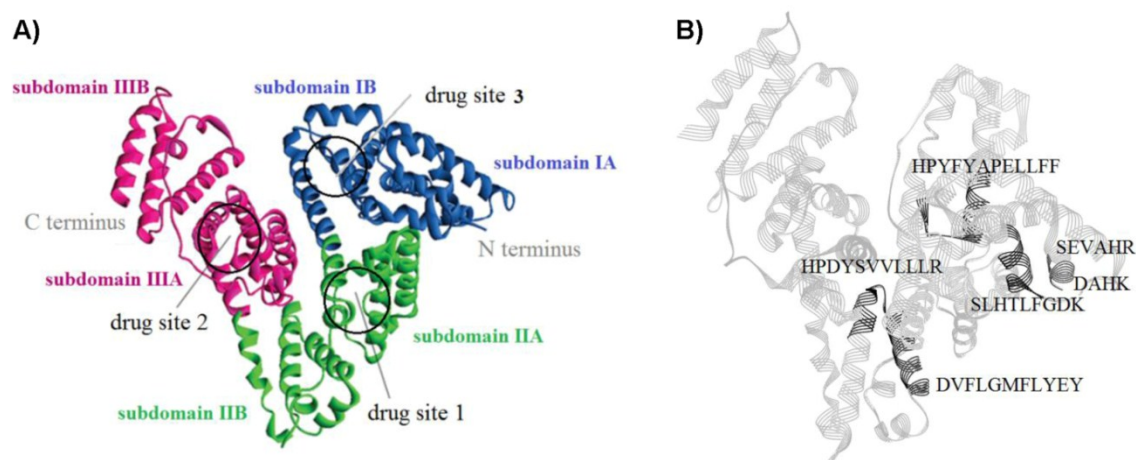 A)
subdomain IIIB
subdomain IB
drug site 3
subdomain IA
C terminus
N terminus
subdomain IIIA
drug site 2
subdomain IIA
subdomain IIB
drug site 1
B)
HPYFYAPELLFF
SEVAHR
HPDYSVVLLLR
DAHK
SLHTLFGDK
DVFLGMFLYEY